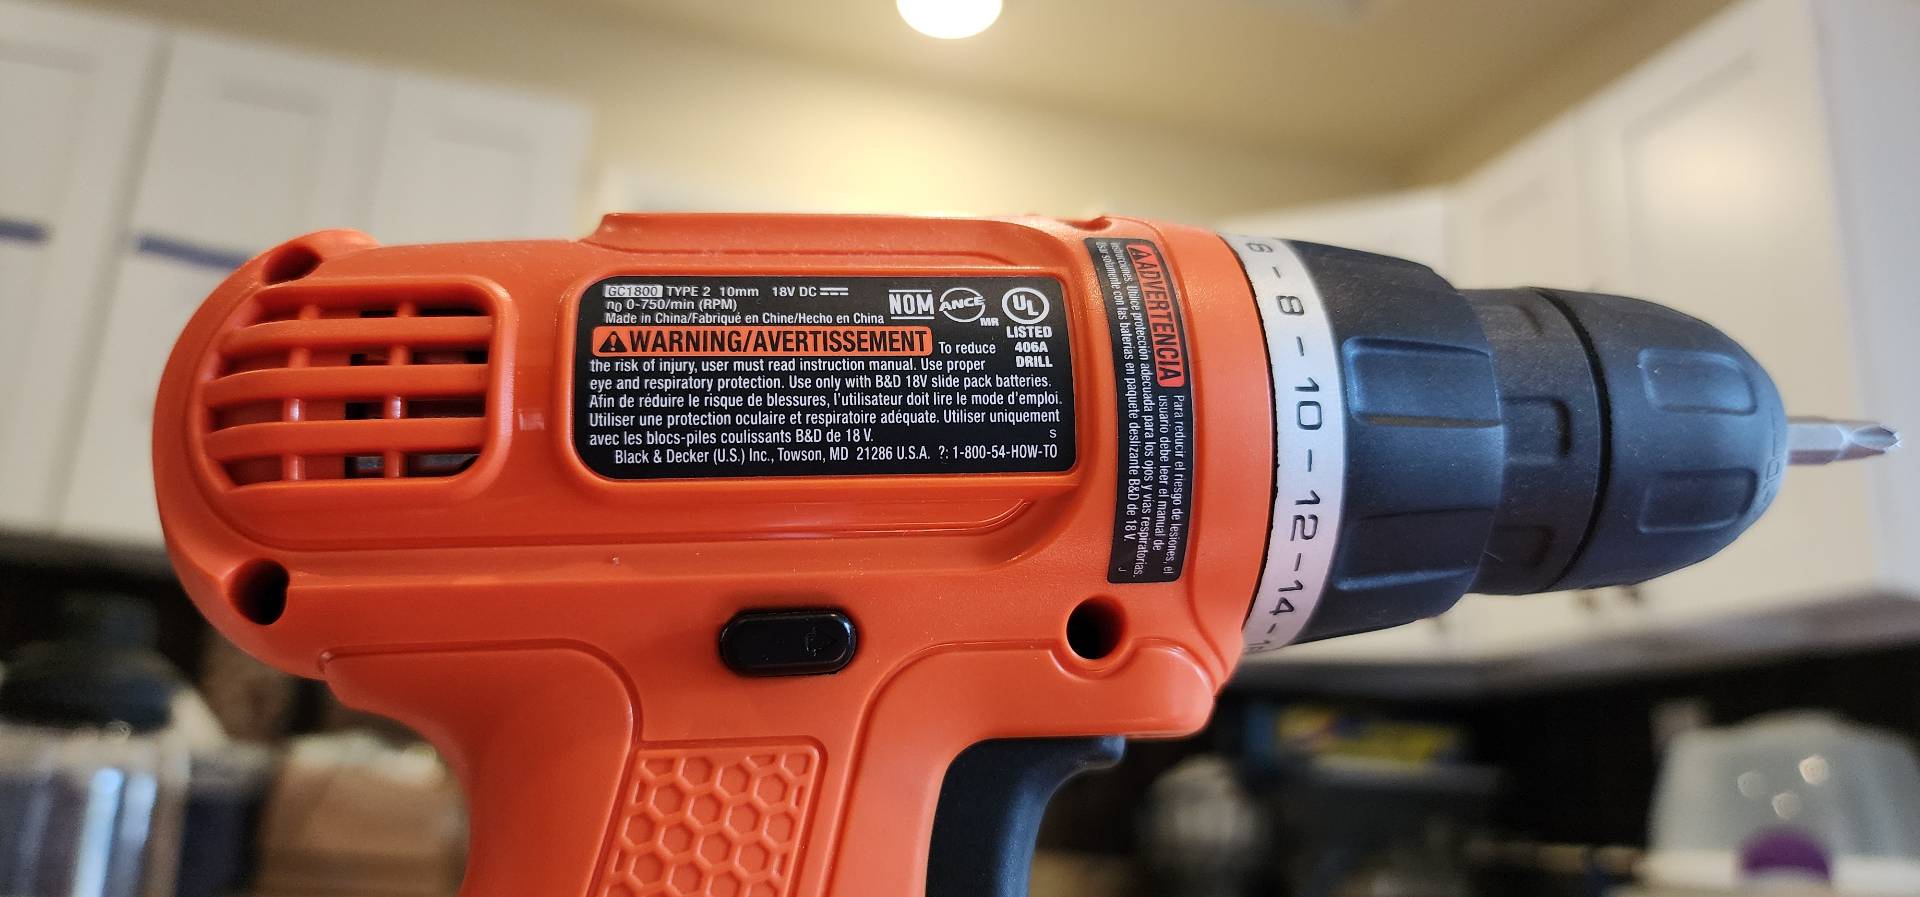 GC1800 TYPE 2 10mm 18V DC
n0 0-750/min (RPM)
Made in China/Fabriqué en Chine/Hecho en China
NOM
ANCE
MR
UL
LISTED
406A
DRILL
WARNING/AVERTISSEMENT To reduce
the risk of injury, user must read instruction manual. Use proper
eye and respiratory protection. Use only with B&D 18V slide pack batteries.
Afin de réduire le risque de blessures, l'utilisateur doit lire le mode d'emploi.
Utiliser une protection oculaire et respiratoire adéquate. Utiliser uniquement
avec les blocs-piles coulissants B&D de 18 V.
S
Black & Decker (U.S.) Inc., Towson, MD 21286 U.S.A. ?: 1-800-54-HOW-TO
ADVERTENCIA Para reducir el riesgo de lesiones, el
usuario debe leer el manual de
instrucciones. Utilice protección adecuada para los ojos y vías respiratorias.
Usar solamente con las baterías en paquete deslizante B&D de 18 V.
J
6 - 8 - 10 - 12 - 14 -